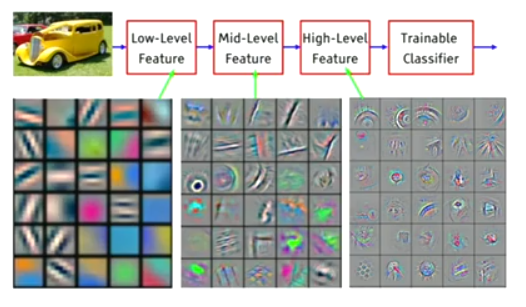 Low-Level
Feature
Mid-Level
Feature
High-Level
Feature
Trainable
Classifier